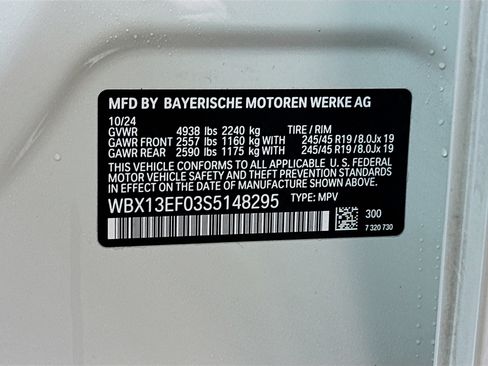 MFD BY BAYERISCHE MOTOREN WERKE AG
10/24
GVWR 4938 lbs 2240 kg TIRE / RIM
GAWR FRONT 2557 lbs 1160 kg 245/45 R19 / 8.0Jx 19
GAWR REAR 2590 lbs 1175 kg 245/45 R19 / 8.0Jx 19
THIS VEHICLE CONFORMS TO ALL APPLICABLE U. S. FEDERAL
MOTOR VEHICLE SAFETY, BUMPER, AND THEFT PREVENTION STANDARDS
IN EFFECT ON THE DATE OF MANUFACTURE SHOWN ABOVE.
WBX13EF03S5148295 TYPE: MPV
300
7 320 730